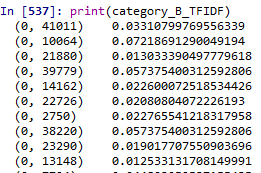 In [537]: print(category_B_TFIDF)
(0, 41011) 0.03310799769556339
(0, 10064) 0.07218691290049194
(0, 21880) 0.013033390497779618
(0, 39779) 0.057375400312592806
(0, 14162) 0.022600072518534426
(0, 22726) 0.02080804072226193
(0, 2750) 0.022765541218317958
(0, 38220) 0.057375400312592806
(0, 23290) 0.019017707550903696
(0, 13148) 0.012533131708149991